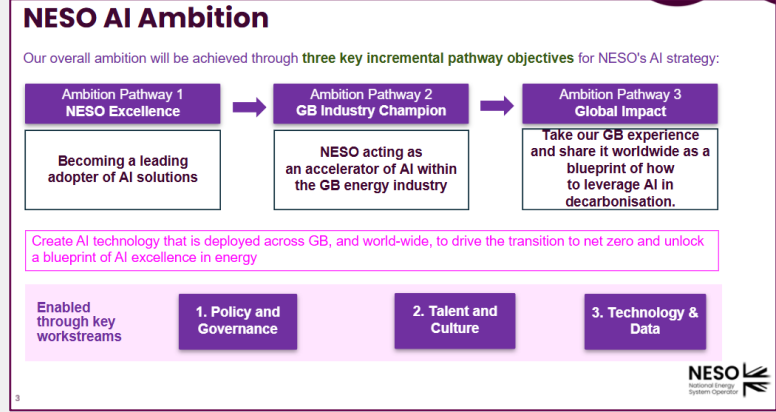 NESO AI Ambition
Our overall ambition will be achieved through three key incremental pathway objectives for NESO's AI strategy:
Ambition Pathway 1
NESO Excellence
Ambition Pathway 2
GB Industry Champion
Ambition Pathway 3
Global Impact
Becoming a leading
adopter of AI solutions
NESO acting as
an accelerator of AI within
the GB energy industry
Take our GB experience
and share it worldwide as a
blueprint of how
to leverage AI in
decarbonisation.
Create AI technology that is deployed across GB, and world-wide, to drive the transition to net zero and unlock
a blueprint of AI excellence in energy
Enabled
through key
workstreams
1. Policy and
Governance
2. Talent and
Culture
3. Technology &
Data
NESO
National Energy
System Operator
3